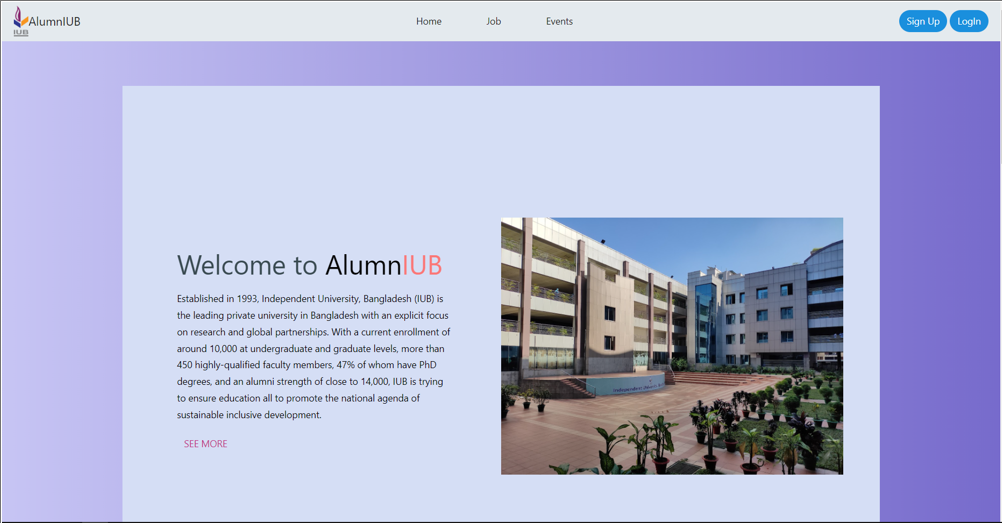 IUB
AlumnIUB
Home
Job
Events
Sign Up
LogIn
Welcome to AlumnIUB
Established in 1993, Independent University, Bangladesh (IUB) is
the leading private university in Bangladesh with an explicit focus
on research and global partnerships. With a current enrollment of
around 10,000 at undergraduate and graduate levels, more than
450 highly-qualified faculty members, 47% of whom have PhD
degrees, and an alumni strength of close to 14,000, IUB is trying
to ensure education all to promote the national agenda of
sustainable inclusive development.
SEE MORE